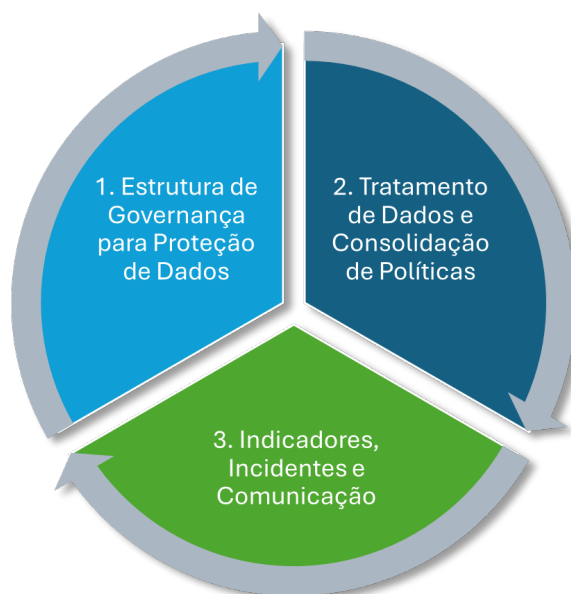 1. Estrutura de
Governança
para Proteção
de Dados
2. Tratamento
de Dados e
Consolidação
de Políticas
3. Indicadores,
Incidentes e
Comunicação